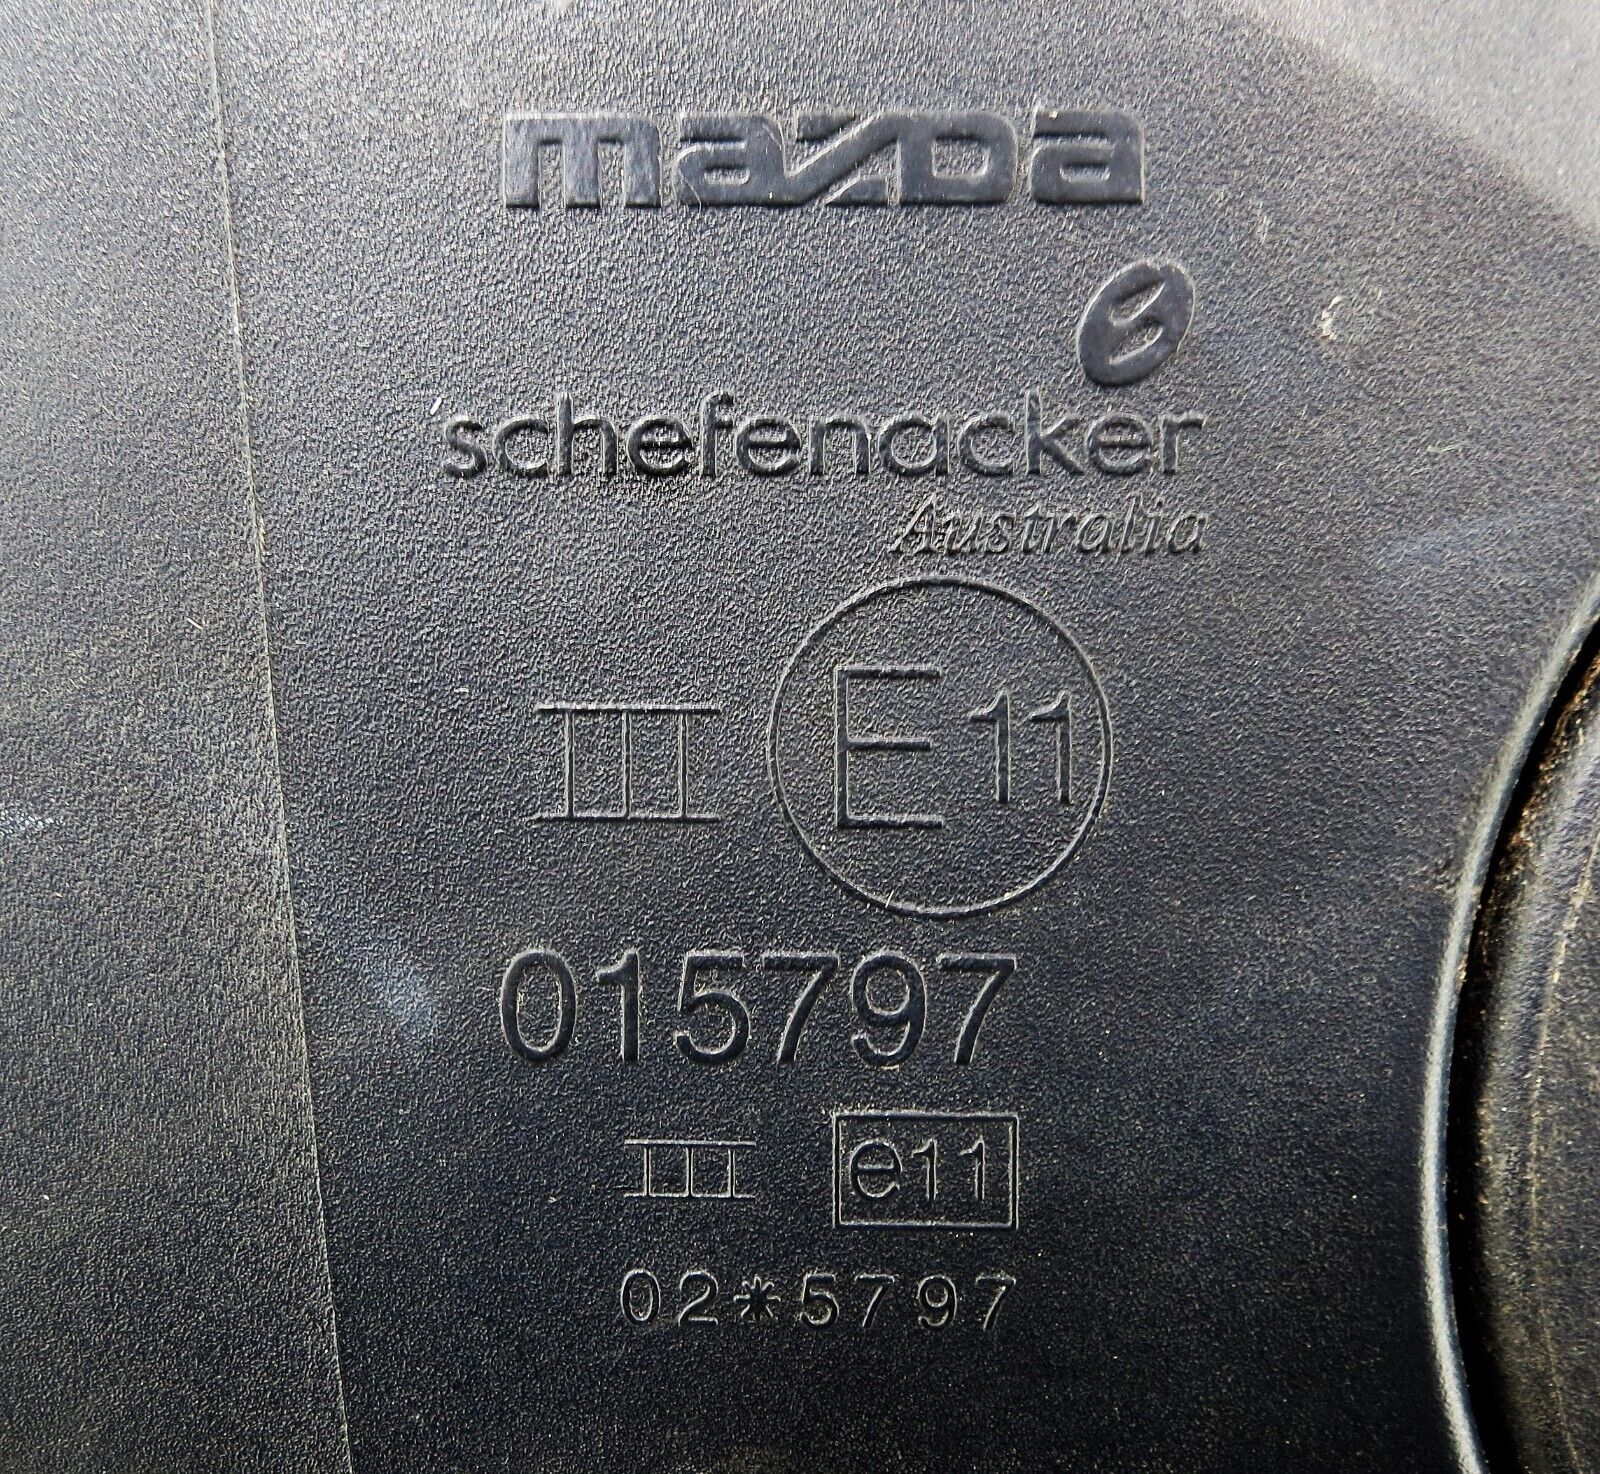 mazda
S
schefenacker
Australia
III E11
015797
III e11
02*5797